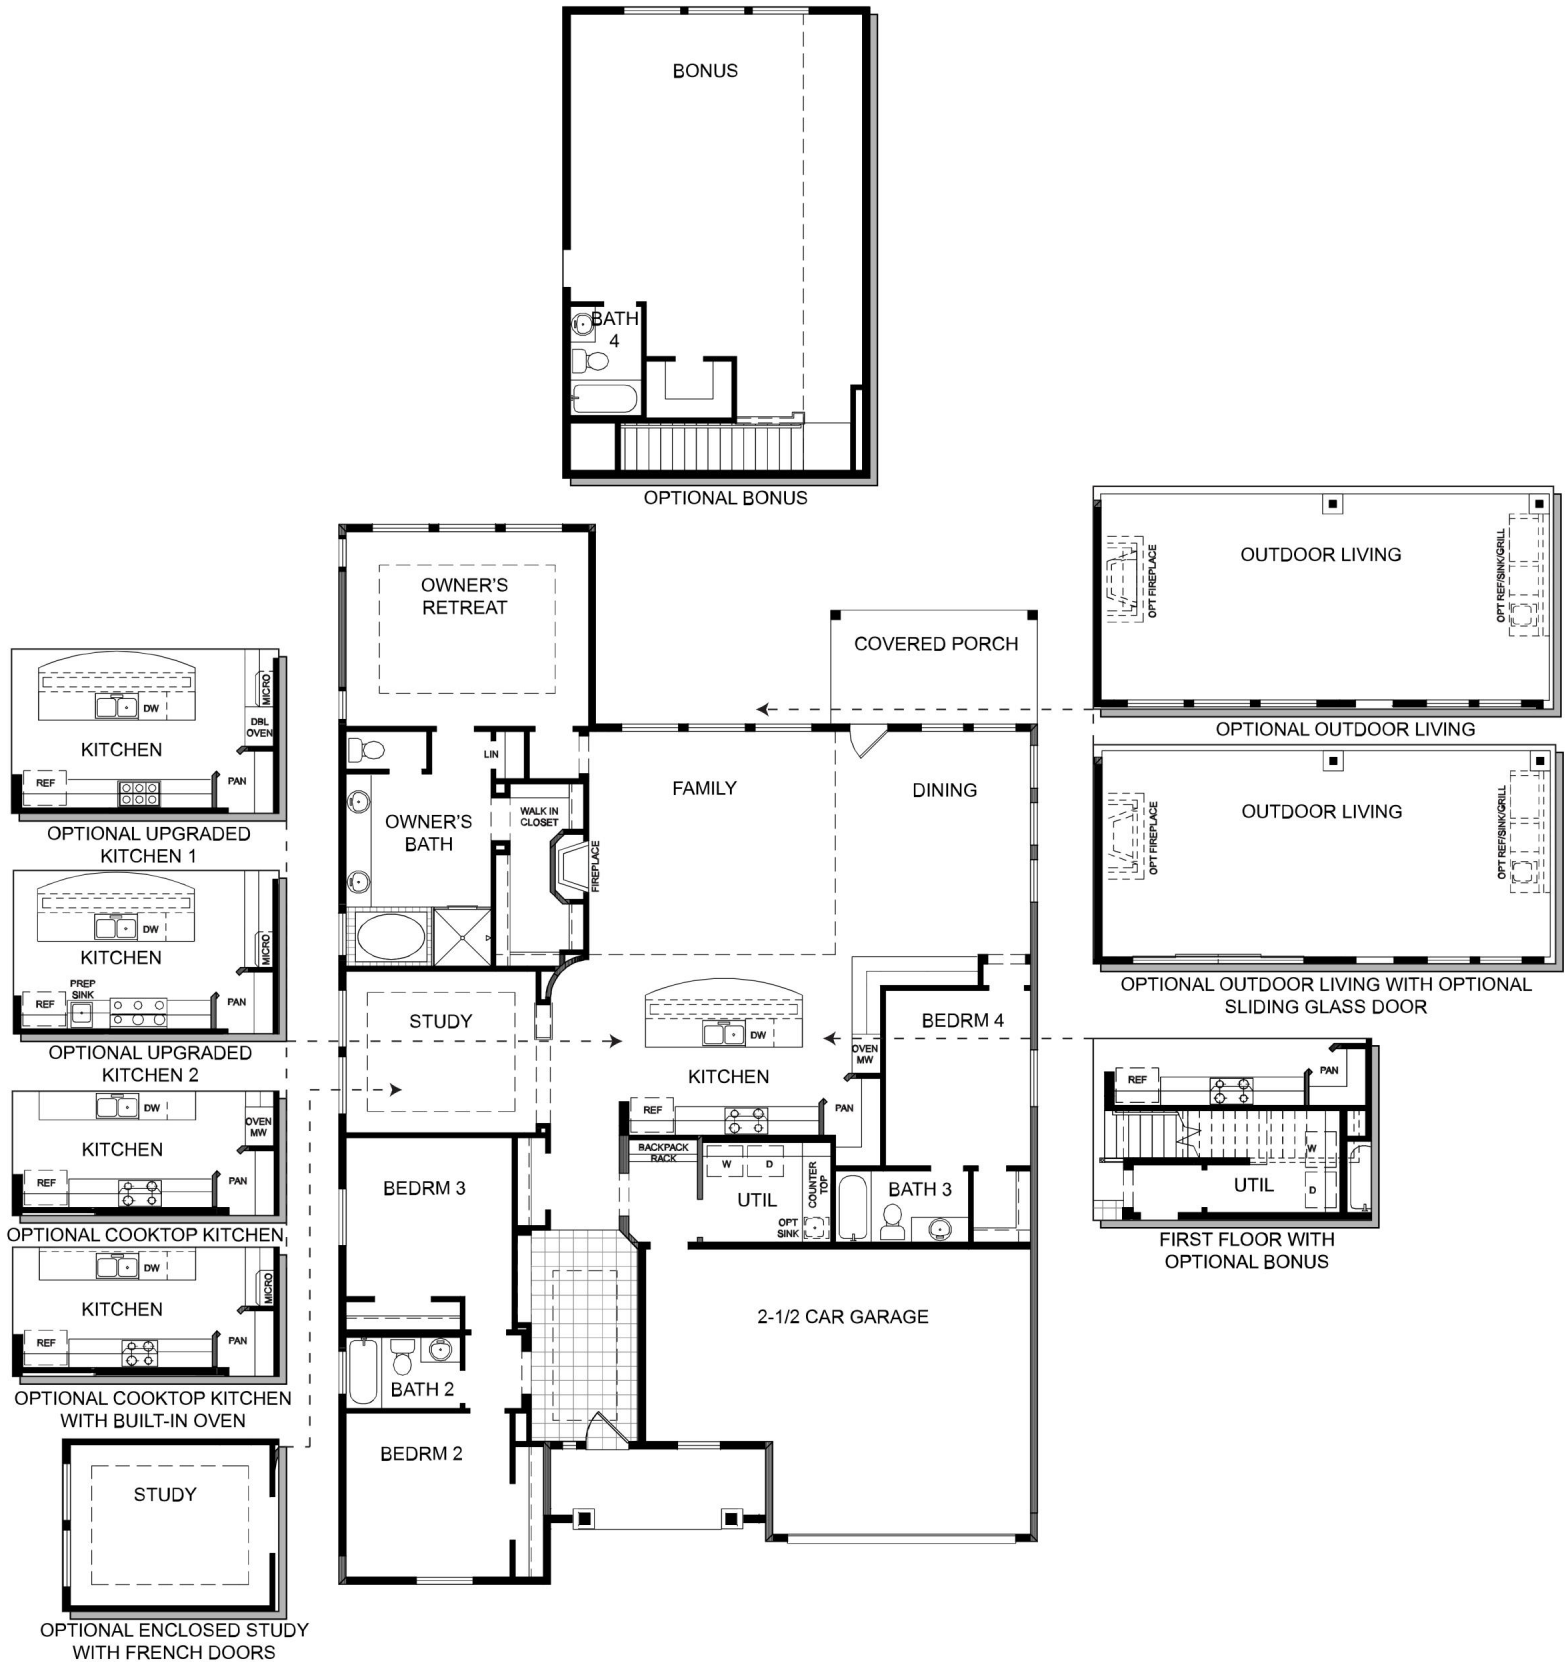 BONUS
BATH
4
OPTIONAL BONUS
OWNER'S
RETREAT
COVERED PORCH
LIN
WALK IN
CLOSET
OWNER'S
BATH
FIREPLACE
FAMILY
DINING
STUDY
DW
KITCHEN
OVEN
MW
BEDRM 4
REF
PAN
BACKPACK
RACK
W
D
UTIL
COUNTER
TOP
OPT
SINK
BATH 3
BEDRM 3
2-1/2 CAR GARAGE
BATH 2
BEDRM 2
DW
MICRO
DBL
OVEN
KITCHEN
REF
PAN
OPTIONAL UPGRADED
KITCHEN 1
DW
MICRO
KITCHEN
PREP
SINK
REF
PAN
OPTIONAL UPGRADED
KITCHEN 2
DW
OVEN
MW
KITCHEN
REF
PAN
OPTIONAL COOKTOP KITCHEN
DW
MICRO
KITCHEN
REF
PAN
OPTIONAL COOKTOP KITCHEN
WITH BUILT-IN OVEN
STUDY
OPTIONAL ENCLOSED STUDY
WITH FRENCH DOORS
OUTDOOR LIVING
OPT FIREPLACE
OPT REF/SINK/GRILL
OPTIONAL OUTDOOR LIVING
OUTDOOR LIVING
OPT FIREPLACE
OPT REF/SINK/GRILL
OPTIONAL OUTDOOR LIVING WITH OPTIONAL
SLIDING GLASS DOOR
REF
PAN
W
UTIL
D
FIRST FLOOR WITH
OPTIONAL BONUS